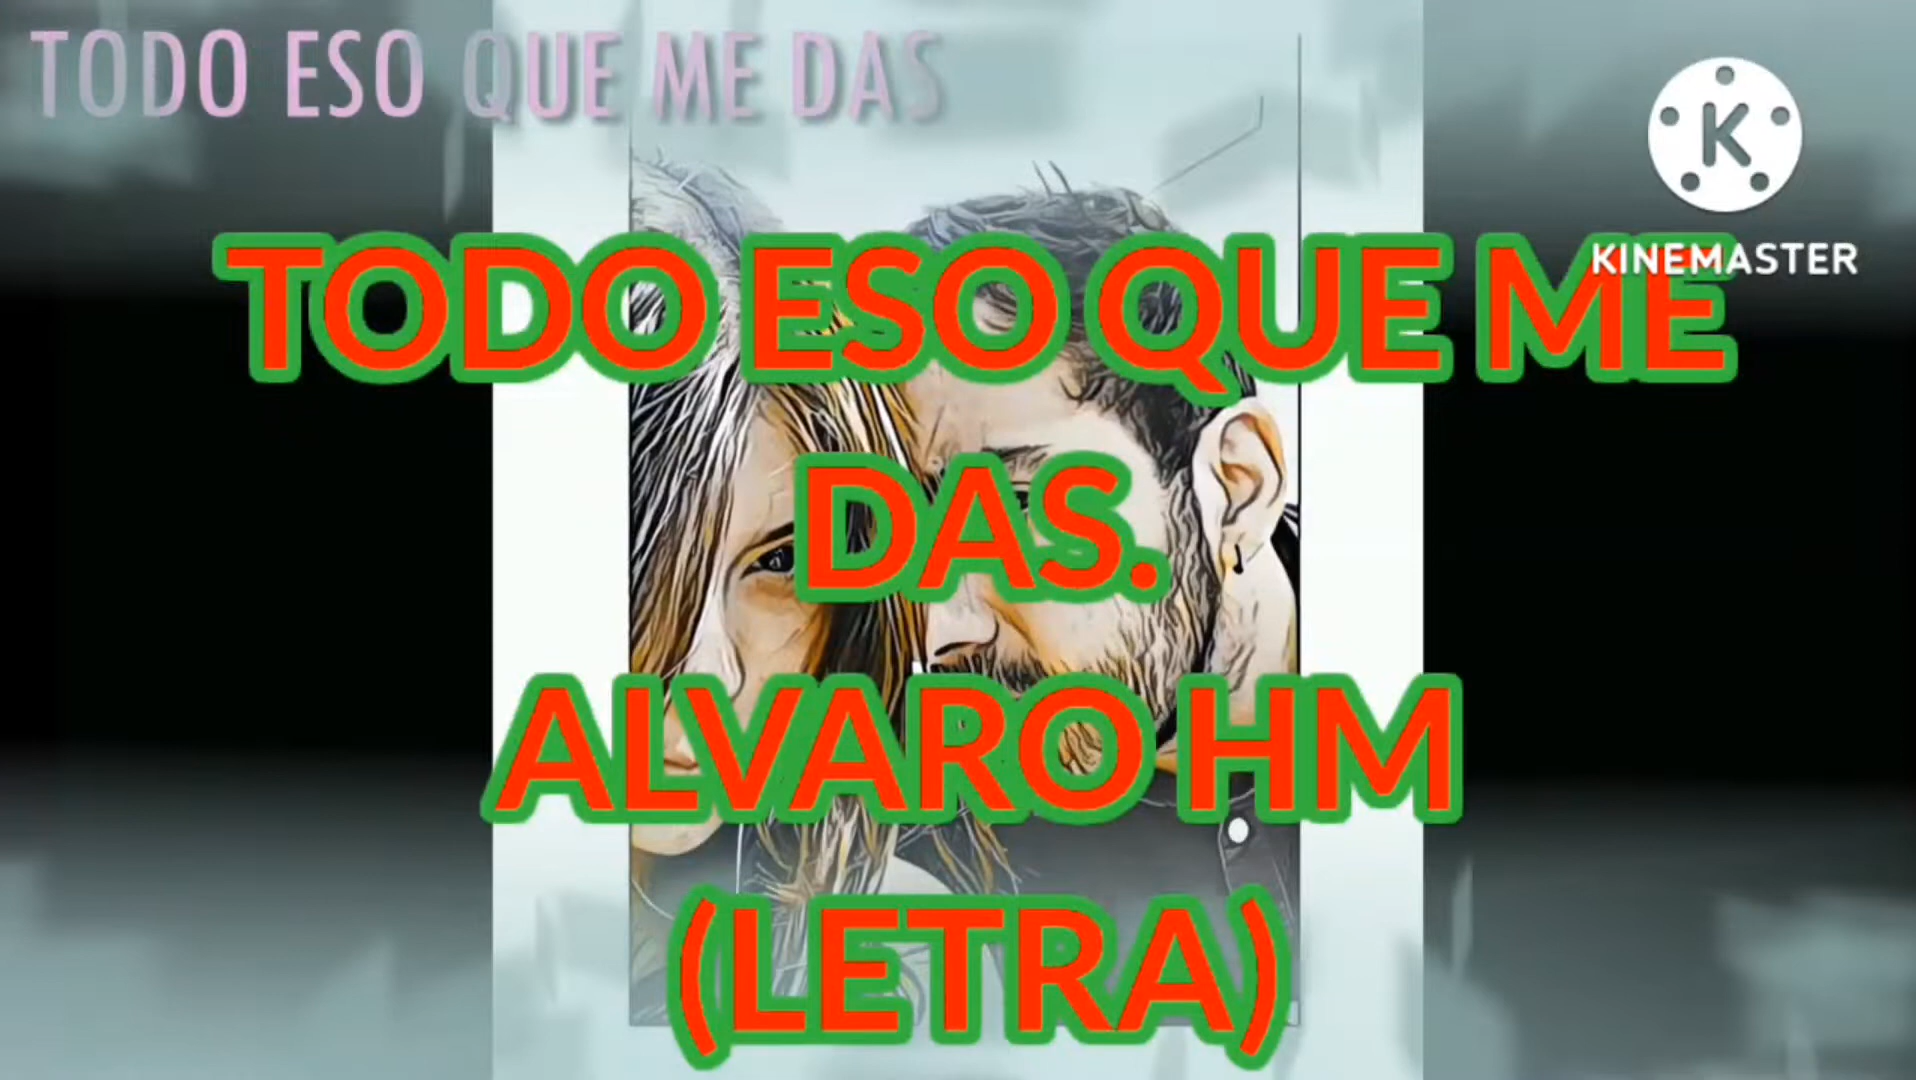 TODO ESO QUE ME DAS
K
KINEMASTER
TODO ESO QUE ME
DAS.
ALVARO HM
(LETRA)